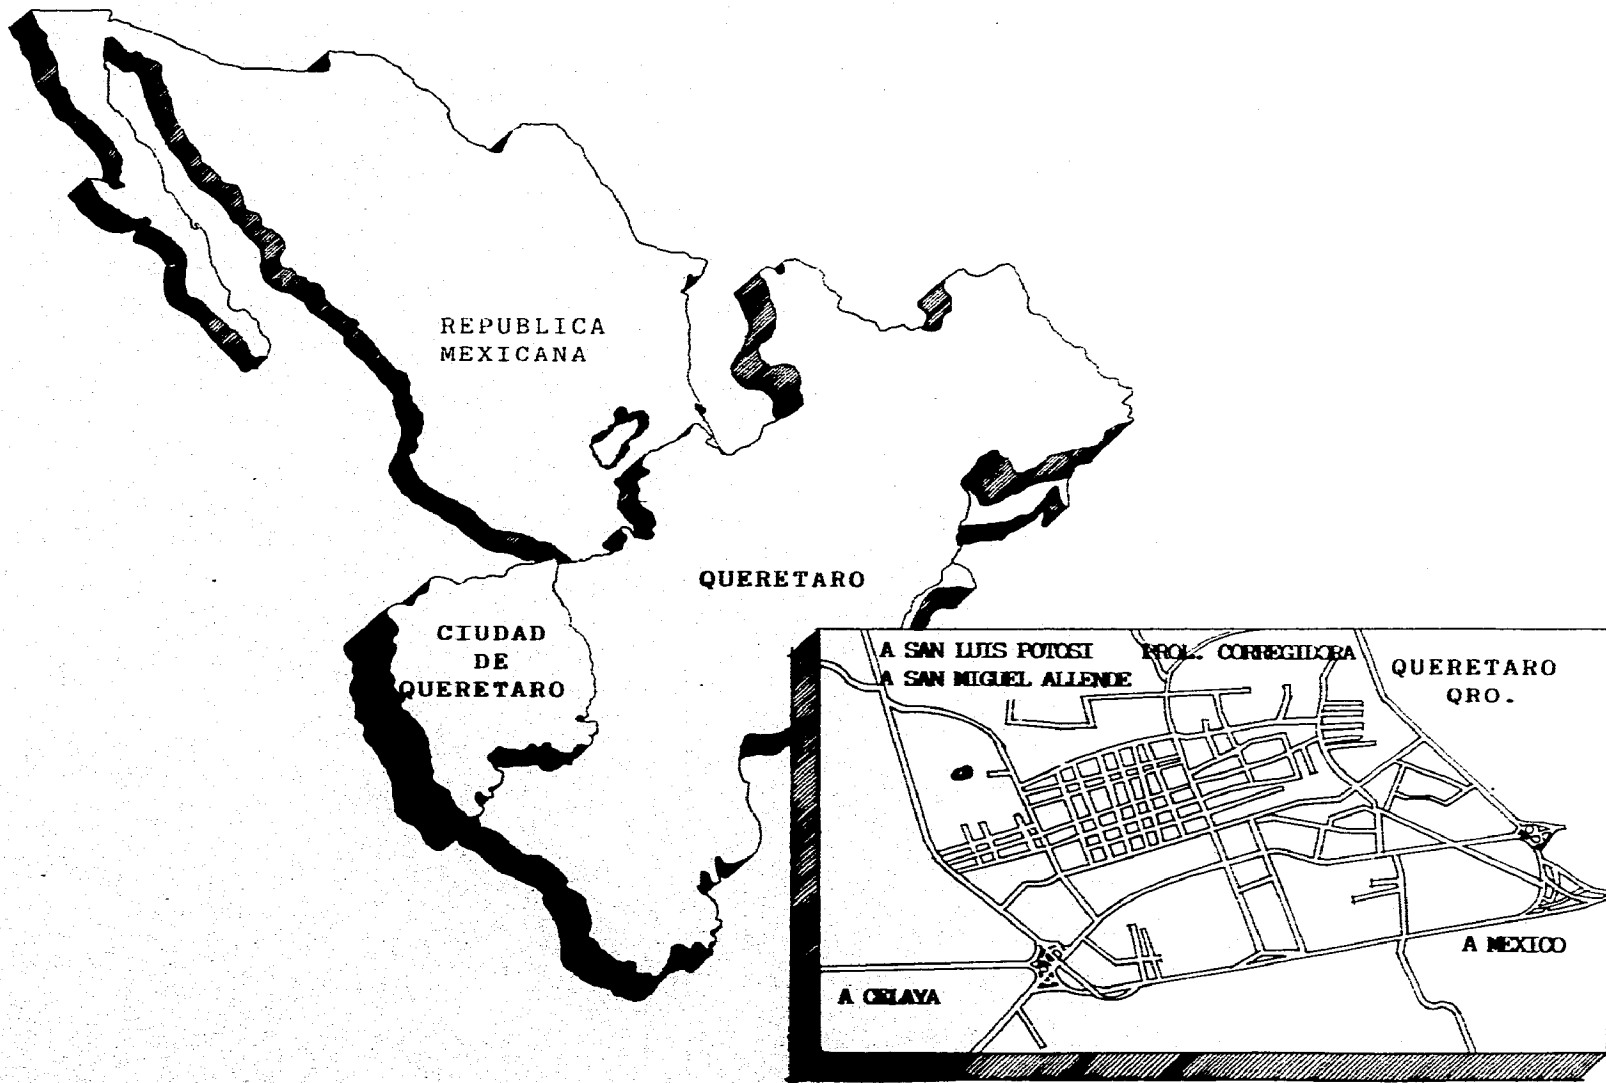 REPUBLICA
MEXICANA
QUERETARO
CIUDAD
DE
QUERETARO
A SAN LUIS POTOSI
A SAN MIGUEL ALLENDE
PROL. CORREGIDORA
QUERETARO
QRO.
A MEXICO
A CELAYA